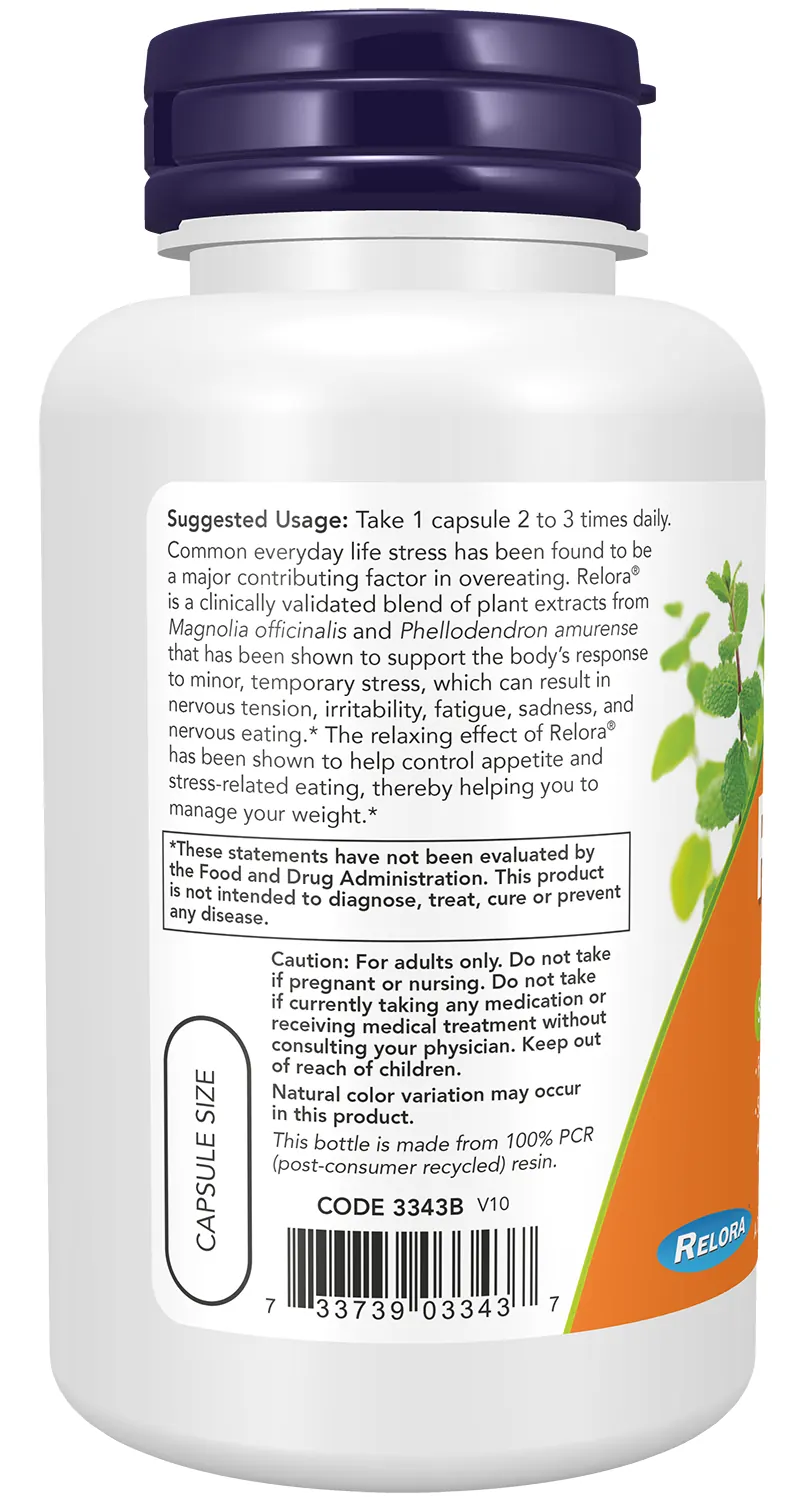 Suggested Usage: Take 1 capsule 2 to 3 times daily.
Common everyday life stress has been found to be
a major contributing factor in overeating. Relora®
is a clinically validated blend of plant extracts from
Magnolia officinalis and Phellodendron amurense
that has been shown to support the body's response
to minor, temporary stress, which can result in
nervous tension, irritability, fatigue, sadness, and
nervous eating.* The relaxing effect of Relora®
has been shown to help control appetite and
stress-related eating, thereby helping you to
manage your weight.*
*These statements have not been evaluated by
the Food and Drug Administration. This product
is not intended to diagnose, treat, cure or prevent
any disease.
Caution: For adults only. Do not take
if pregnant or nursing. Do not take
if currently taking any medication or
receiving medical treatment without
consulting your physician. Keep out
of reach of children.
Natural color variation may occur
in this product.
This bottle is made from 100% PCR
(post-consumer recycled) resin.
CAPSULE SIZE
CODE 3343B V10
7 33739 03343 7
RELORA